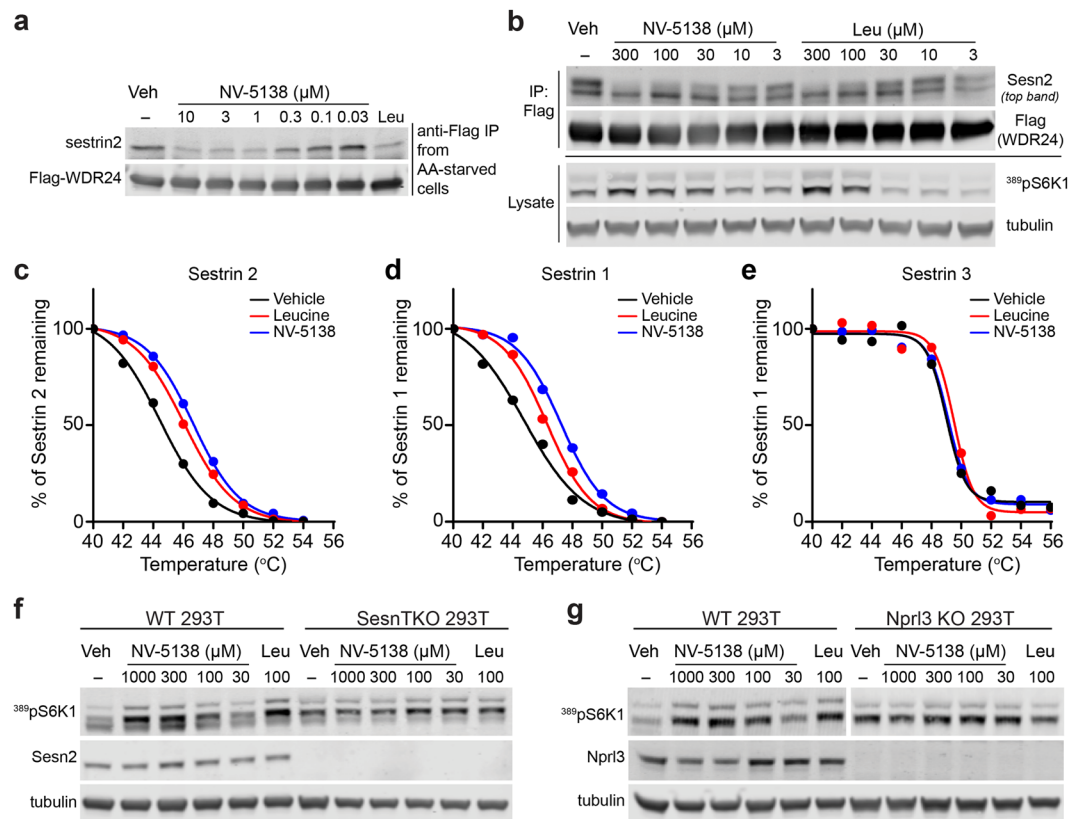 a
Veh NV-5138 (µM)
– 10 3 1 0.3 0.1 0.03 Leu
sestrin2
Flag-WDR24
anti-Flag IP
from
AA-starved
cells
b
Veh NV-5138 (µM) Leu (µM)
– 300 100 30 10 3 300 100 30 10 3
IP:
Flag
Sesn2
(top band)
Flag
(WDR24)
Lysate
389pS6K1
tubulin
c
Sestrin 2
Vehicle
Leucine
NV-5138
% of Sestrin 2 remaining
100
50
0
40 42 44 46 48 50 52 54 56
Temperature (°C)
d
Sestrin 1
Vehicle
Leucine
NV-5138
% of Sestrin 1 remaining
100
50
0
40 42 44 46 48 50 52 54 56
Temperature (°C)
e
Sestrin 3
Vehicle
Leucine
NV-5138
% of Sestrin 1 remaining
100
50
0
40 42 44 46 48 50 52 54 56
Temperature (°C)
f
WT 293T SesnTKO 293T
Veh NV-5138 (µM) Leu Veh NV-5138 (µM) Leu
– 1000 300 100 30 100 – 1000 300 100 30 100
389pS6K1
Sesn2
tubulin
g
WT 293T Nprl3 KO 293T
Veh NV-5138 (µM) Leu Veh NV-5138 (µM) Leu
– 1000 300 100 30 100 – 1000 300 100 30 100
389pS6K1
Nprl3
tubulin